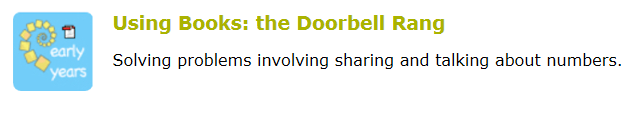 Using Books: the Doorbell Rang
early
years
Solving problems involving sharing and talking about numbers.